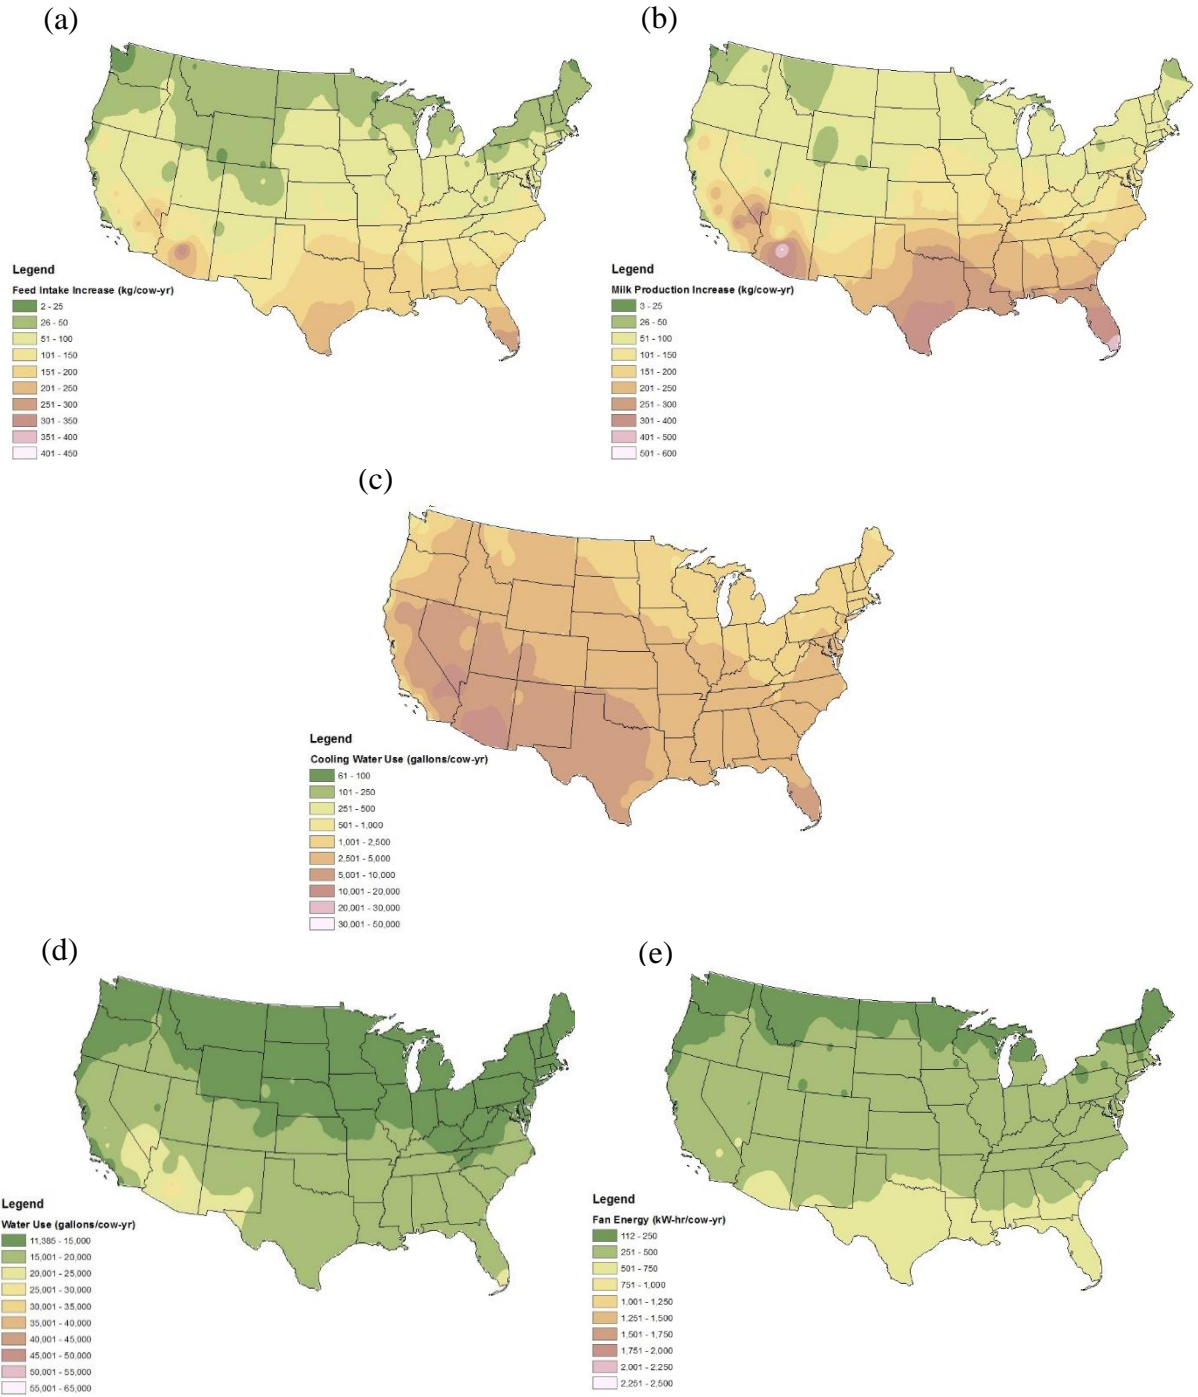 (a)
Legend
Feed Intake Increase (kg/cow-yr)
2 - 25
26 - 50
51 - 100
101 - 150
151 - 200
201 - 250
251 - 300
301 - 350
351 - 400
401 - 450
(b)
Legend
Milk Production Increase (kg/cow-yr)
3 - 25
26 - 50
51 - 100
101 - 150
151 - 200
201 - 250
251 - 300
301 - 400
401 - 500
501 - 600
(c)
Legend
Cooling Water Use (gallons/cow-yr)
61 - 100
101 - 250
251 - 500
501 - 1,000
1,001 - 2,500
2,501 - 5,000
5,001 - 10,000
10,001 - 20,000
20,001 - 30,000
30,001 - 50,000
(d)
Legend
Water Use (gallons/cow-yr)
11,385 - 15,000
15,001 - 20,000
20,001 - 25,000
25,001 - 30,000
30,001 - 35,000
35,001 - 40,000
40,001 - 45,000
45,001 - 50,000
50,001 - 55,000
55,001 - 65,000
(e)
Legend
Fan Energy (kW-hr/cow-yr)
112 - 250
251 - 500
501 - 750
751 - 1,000
1,001 - 1,250
1,251 - 1,500
1,501 - 1,750
1,751 - 2,000
2,001 - 2,250
2,251 - 2,500